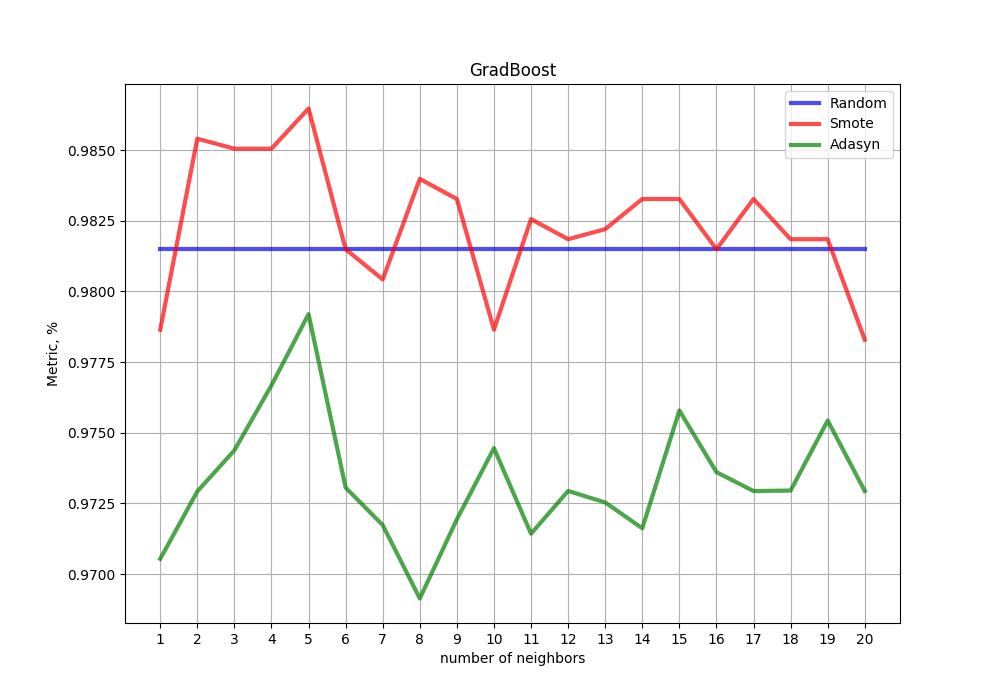 GradBoost
Random
Smote
Adasyn
0.9850
0.9825
0.9800
0.9775
0.9750
0.9725
0.9700
Metric, %
1 2 3 4 5 6 7 8 9 10 11 12 13 14 15 16 17 18 19 20
number of neighbors